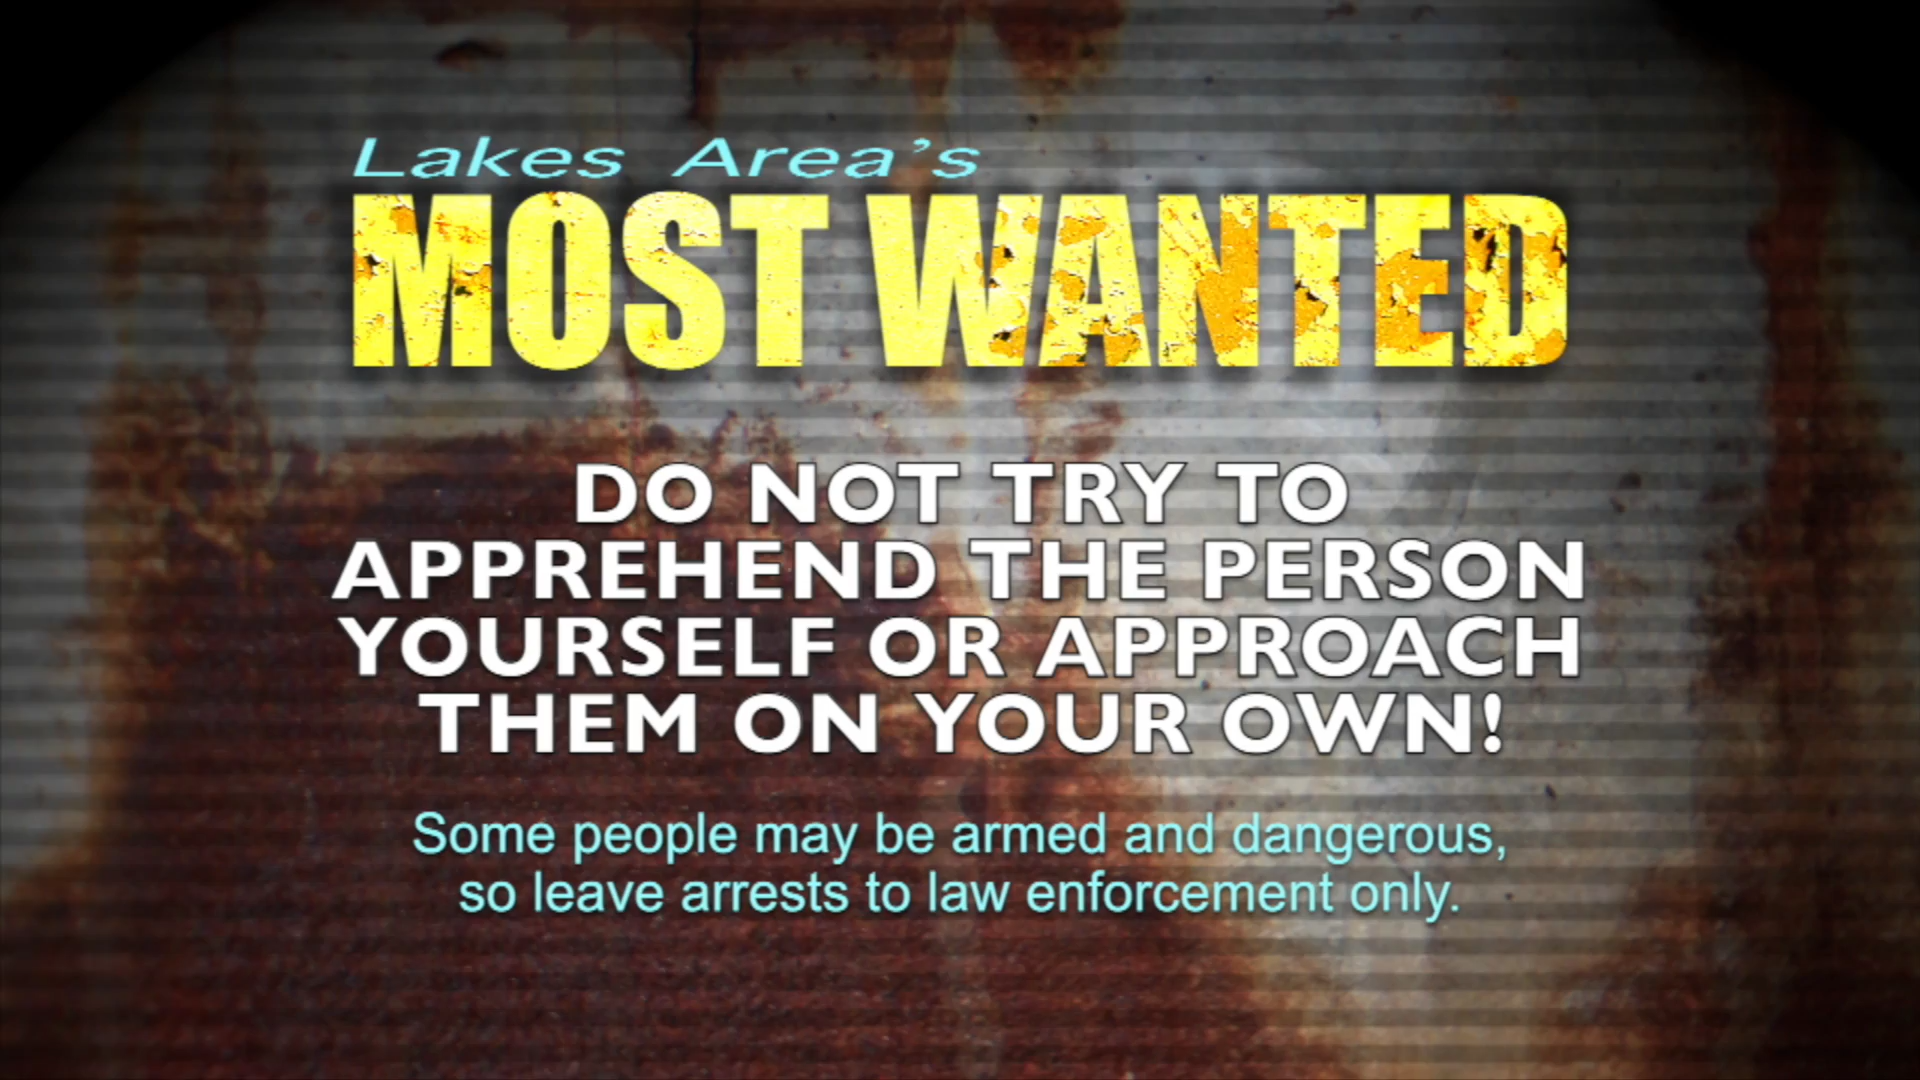 Lakes Area's
MOST WANTED
DO NOT TRY TO
APPREHEND THE PERSON
YOURSELF OR APPROACH
THEM ON YOUR OWN!
Some people may be armed and dangerous,
so leave arrests to law enforcement only.